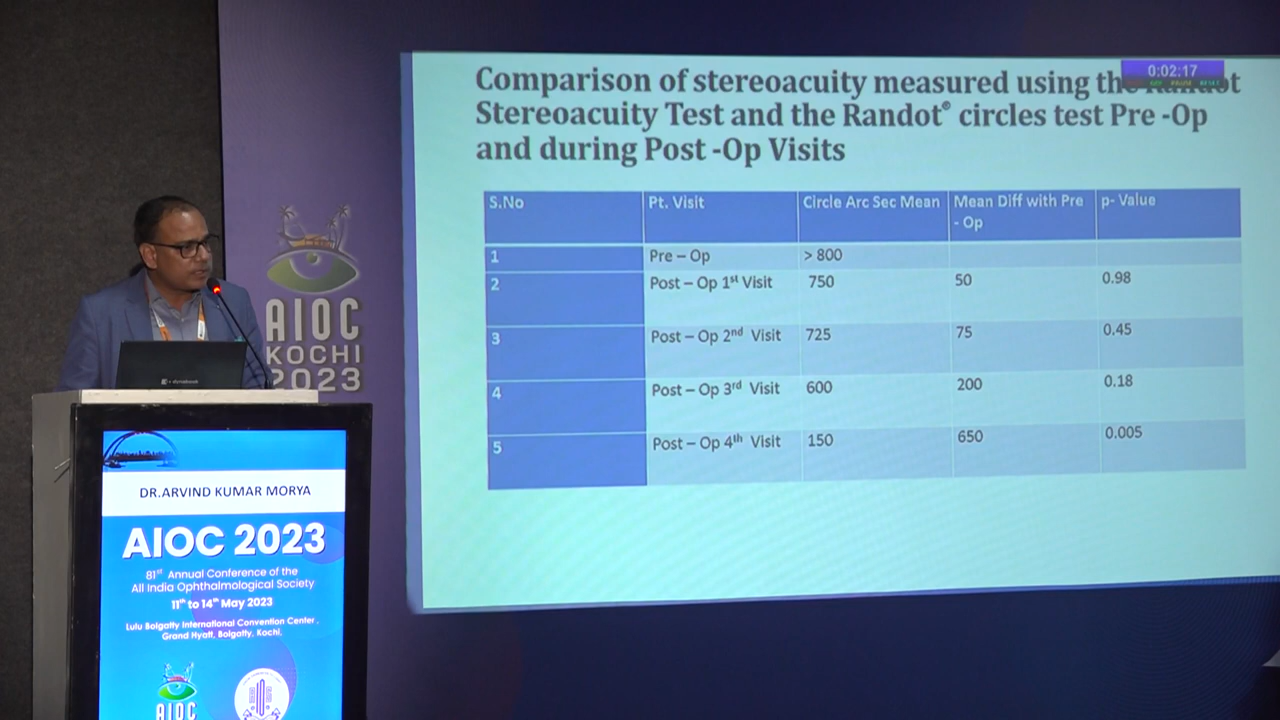 0:02:17
Comparison of stereoacuity measured using the Randot
Stereoacuity Test and the Randot® circles test Pre -Op
and during Post -Op Visits
S.No Pt. Visit Circle Arc Sec Mean Mean Diff with Pre - Op p- Value
1 Pre – Op > 800
2 Post – Op 1st Visit 750 50 0.98
3 Post – Op 2nd Visit 725 75 0.45
4 Post – Op 3rd Visit 600 200 0.18
5 Post – Op 4th Visit 150 650 0.005
AIOC
KOCHI
2023
DR.ARVIND KUMAR MORYA
AIOC 2023
81st Annual Conference of the
All India Ophthalmological Society
11th to 14th May 2023
Lulu Bolgatty International Convention Center ,
Grand Hyatt, Bolgatty, Kochi.
AIOC